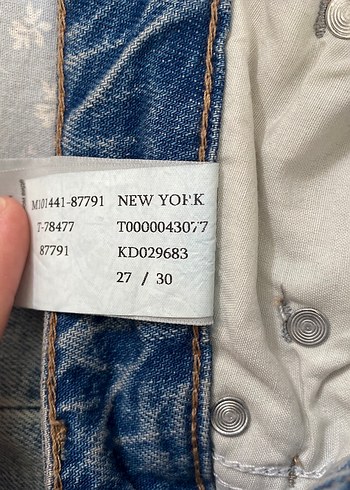 M101441-87791 NEW YORK
T-78477 T0000043077
87791 KD029683
27 / 30